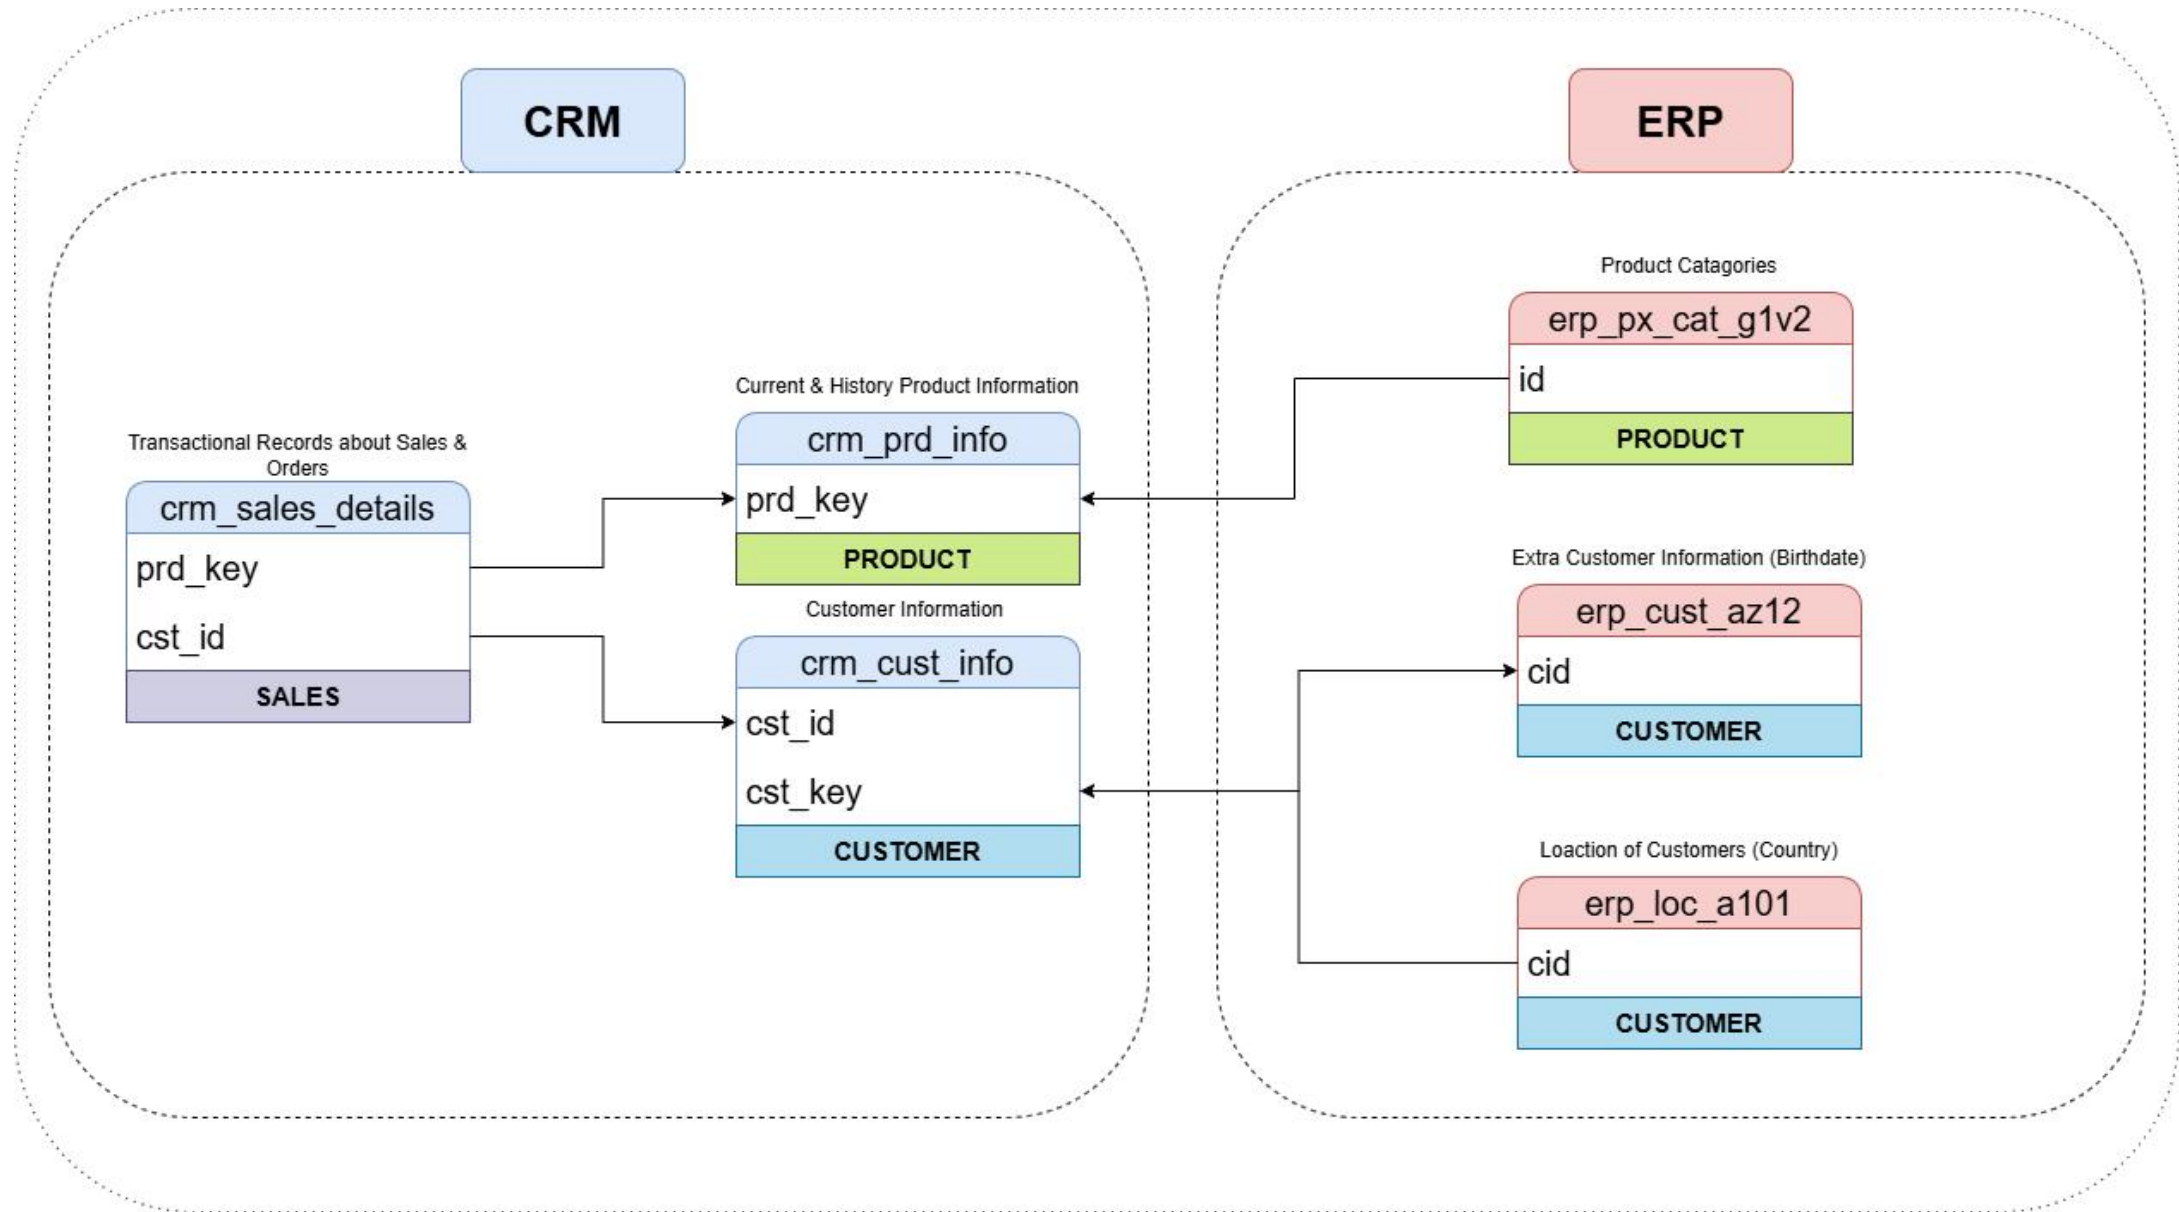 CRM
ERP
Transactional Records about Sales &
Orders
crm_sales_details
prd_key
cst_id
SALES
Current & History Product Information
crm_prd_info
prd_key
PRODUCT
Customer Information
crm_cust_info
cst_id
cst_key
CUSTOMER
Product Catagories
erp_px_cat_g1v2
id
PRODUCT
Extra Customer Information (Birthdate)
erp_cust_az12
cid
CUSTOMER
Loaction of Customers (Country)
erp_loc_a101
cid
CUSTOMER